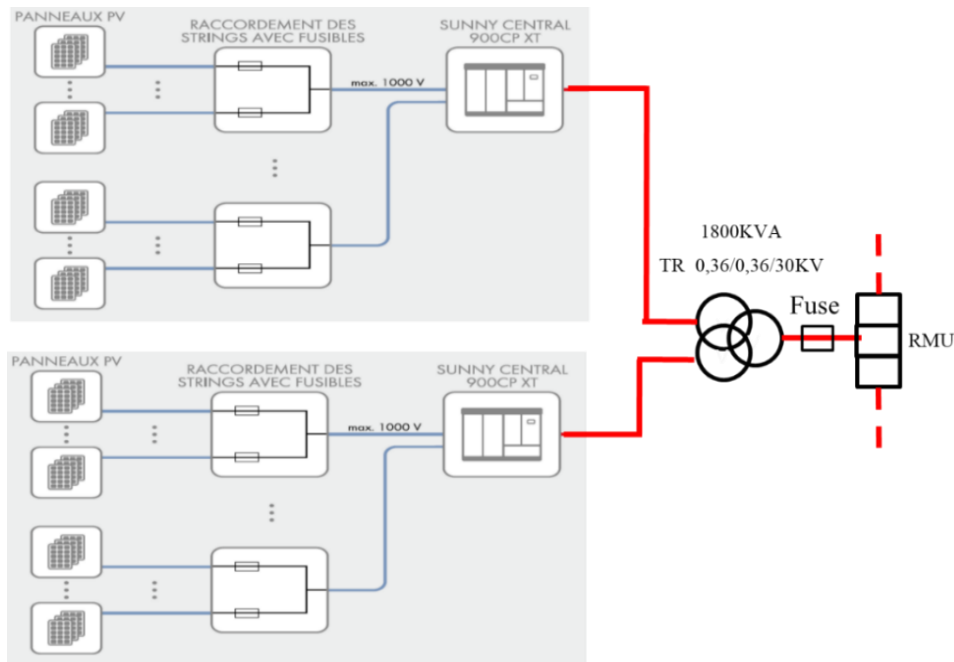 PANNEAUX PV
RACCORDEMENT DES
STRINGS AVEC FUSIBLES
SUNNY CENTRAL
900CP XT
max. 1000 V
1800KVA
TR 0,36/0,36/30KV
Fuse
RMU
PANNEAUX PV
RACCORDEMENT DES
STRINGS AVEC FUSIBLES
SUNNY CENTRAL
900CP XT
max. 1000 V